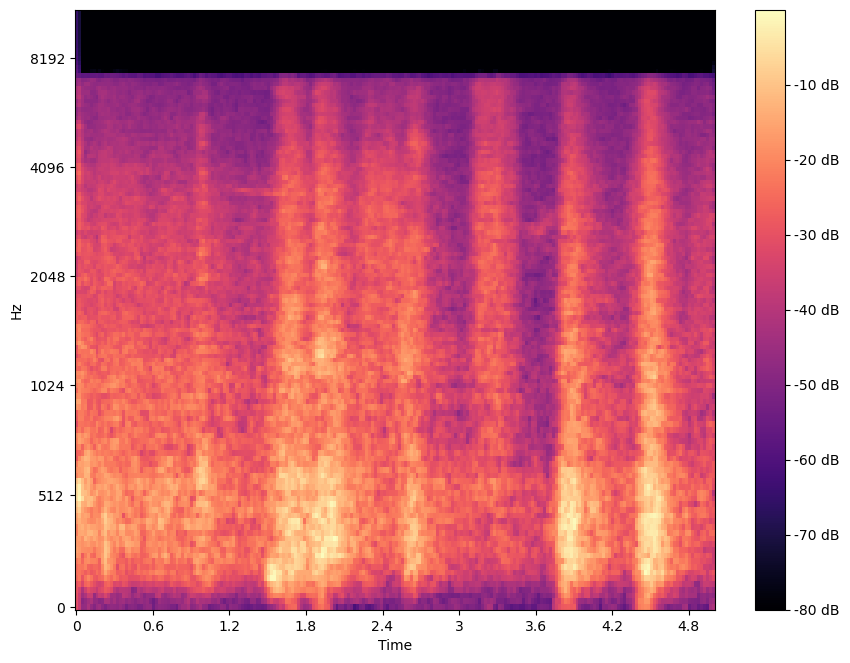 8192
4096
2048
1024
512
0
Hz
0 0.6 1.2 1.8 2.4 3 3.6 4.2 4.8
Time
-10 dB
-20 dB
-30 dB
-40 dB
-50 dB
-60 dB
-70 dB
-80 dB